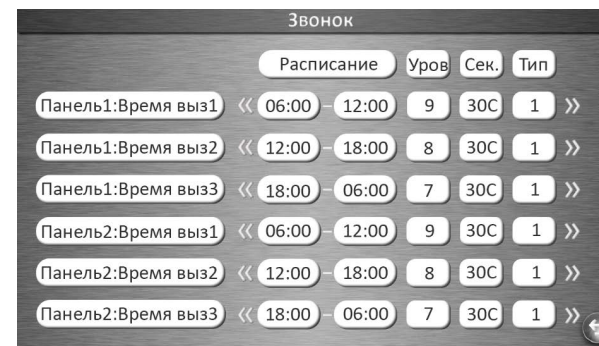 Звонок
Расписание Уров Сек. Тип
Панель1:Время выз1 « 06:00 – 12:00 9 30С 1 »
Панель1:Время выз2 « 12:00 – 18:00 8 30С 1 »
Панель1:Время выз3 « 18:00 – 06:00 7 30С 1 »
Панель2:Время выз1 « 06:00 – 12:00 9 30С 1 »
Панель2:Время выз2 « 12:00 – 18:00 8 30С 1 »
Панель2:Время выз3 « 18:00 – 06:00 7 30С 1 »